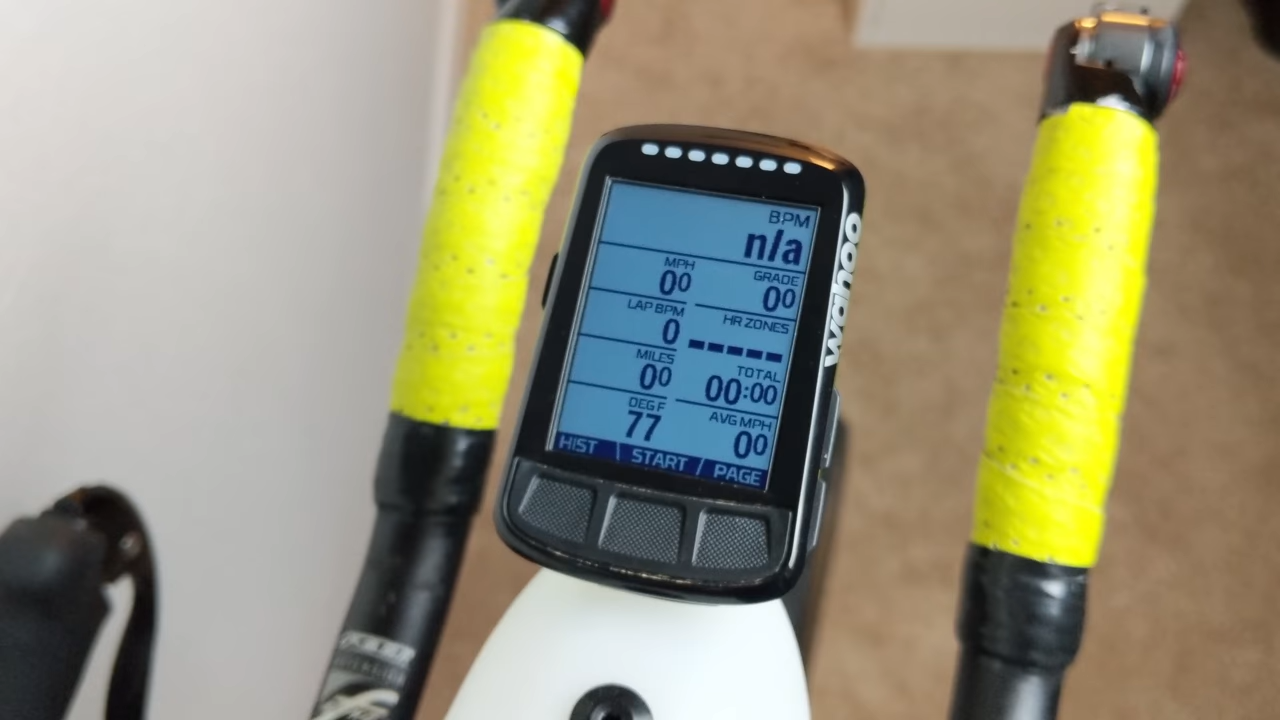 BPM
n/a
MPH
00
GRADE
00
LAP BPM
0
HR ZONES
MILES
00
TOTAL
00:00
DEG F
77
AVG MPH
00
HIST START PAGE
wahoo